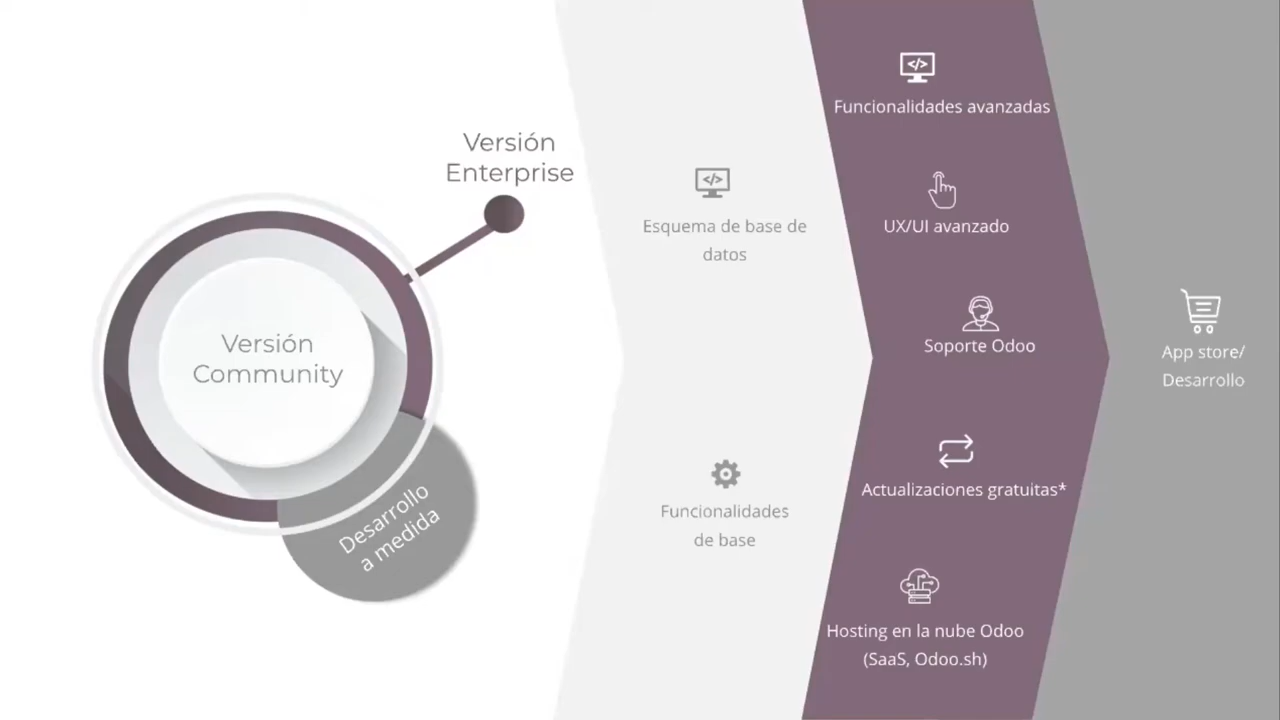 Versión
Enterprise
Versión
Community
Desarrollo
a medida
Esquema de base de
datos
Funcionalidades
de base
Funcionalidades avanzadas
UX/UI avanzado
Soporte Odoo
Actualizaciones gratuitas*
Hosting en la nube Odoo
(SaaS, Odoo.sh)
App store/
Desarrollo